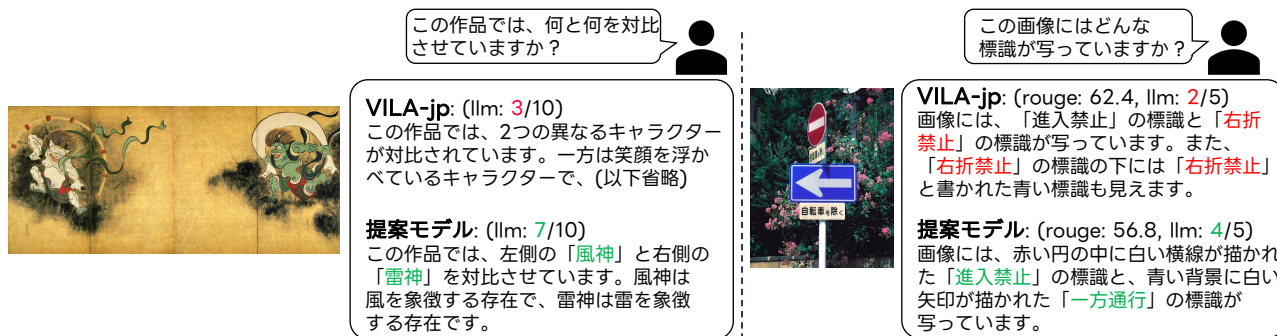 この作品では、何と何を対比
させていますか？
VILA-jp: (llm: 3/10)
この作品では、2つの異なるキャラクター
が対比されています。一方は笑顔を浮か
べているキャラクターで、(以下省略)
提案モデル: (llm: 7/10)
この作品では、左側の「風神」と右側の
「雷神」を対比させています。風神は
風を象徴する存在で、雷神は雷を象徴
する存在です。
この画像にはどんな
標識が写っていますか？
自転車を除く
VILA-jp: (rouge: 62.4, llm: 2/5)
画像には、「進入禁止」の標識と「右折
禁止」の標識が写っています。また、
「右折禁止」の標識の下には「右折禁止」
と書かれた青い標識も見えます。
提案モデル: (rouge: 56.8, llm: 4/5)
画像には、赤い円の中に白い横線が描かれ
た「進入禁止」の標識と、青い背景に白い
矢印が描かれた「一方通行」の標識が
写っています。